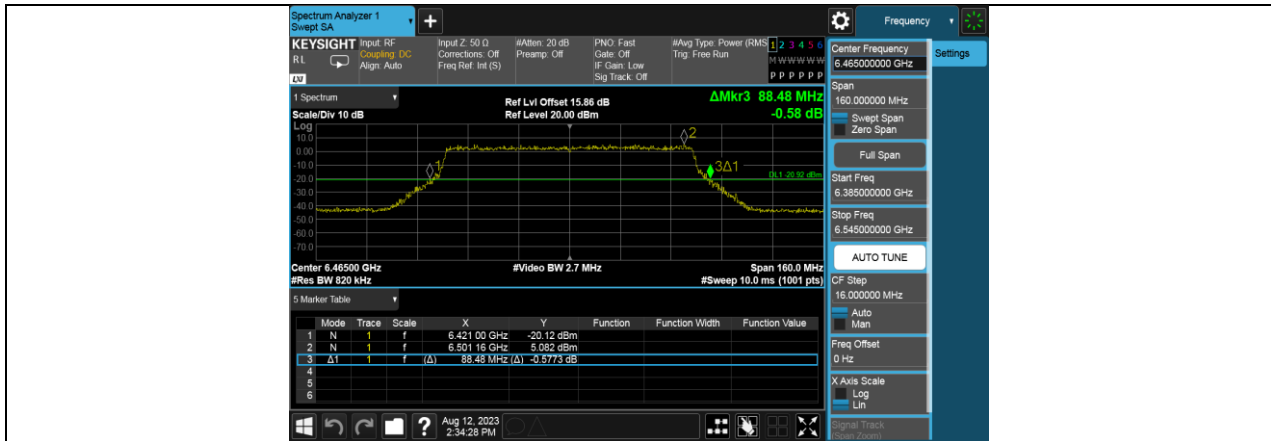 Spectrum Analyzer 1
Swept SA
Frequency
KEYSIGHT
Input: RF
Coupling: DC
Align: Auto
RL
LXI
Input Z: 50 Ω
Corrections: Off
Freq Ref: Int (S)
#Atten: 20 dB
Preamp: Off
PNO: Fast
Gate: Off
IF Gain: Low
Sig Track: Off
#Avg Type: Power (RMS
Trig: Free Run
1 2 3 4 5 6
M W W W W W
P P P P P P
1 Spectrum
Scale/Div 10 dB
Ref Lvl Offset 15.86 dB
Ref Level 20.00 dBm
ΔMkr3 88.48 MHz
-0.58 dB
Log
10.0
0.00
-10.0
-20.0
-30.0
-40.0
-50.0
-60.0
-70.0
1
2
3Δ1
DL1 -20.92 dBm
Center 6.46500 GHz
#Res BW 820 kHz
#Video BW 2.7 MHz
Span 160.0 MHz
#Sweep 10.0 ms (1001 pts)
5 Marker Table
Mode Trace Scale X Y Function Function Width Function Value
1 N 1 f 6.421 00 GHz -20.12 dBm
2 N 1 f 6.501 16 GHz 5.082 dBm
3 Δ1 1 f (Δ) 88.48 MHz (Δ) -0.5773 dB
4
5
6
?
Aug 12, 2023
2:34:28 PM
Settings
Center Frequency
6.465000000 GHz
Span
160.000000 MHz
Swept Span
Zero Span
Full Span
Start Freq
6.385000000 GHz
Stop Freq
6.545000000 GHz
AUTO TUNE
CF Step
16.000000 MHz
Auto
Man
Freq Offset
0 Hz
X Axis Scale
Log
Lin
Signal Track
(Span Zoom)